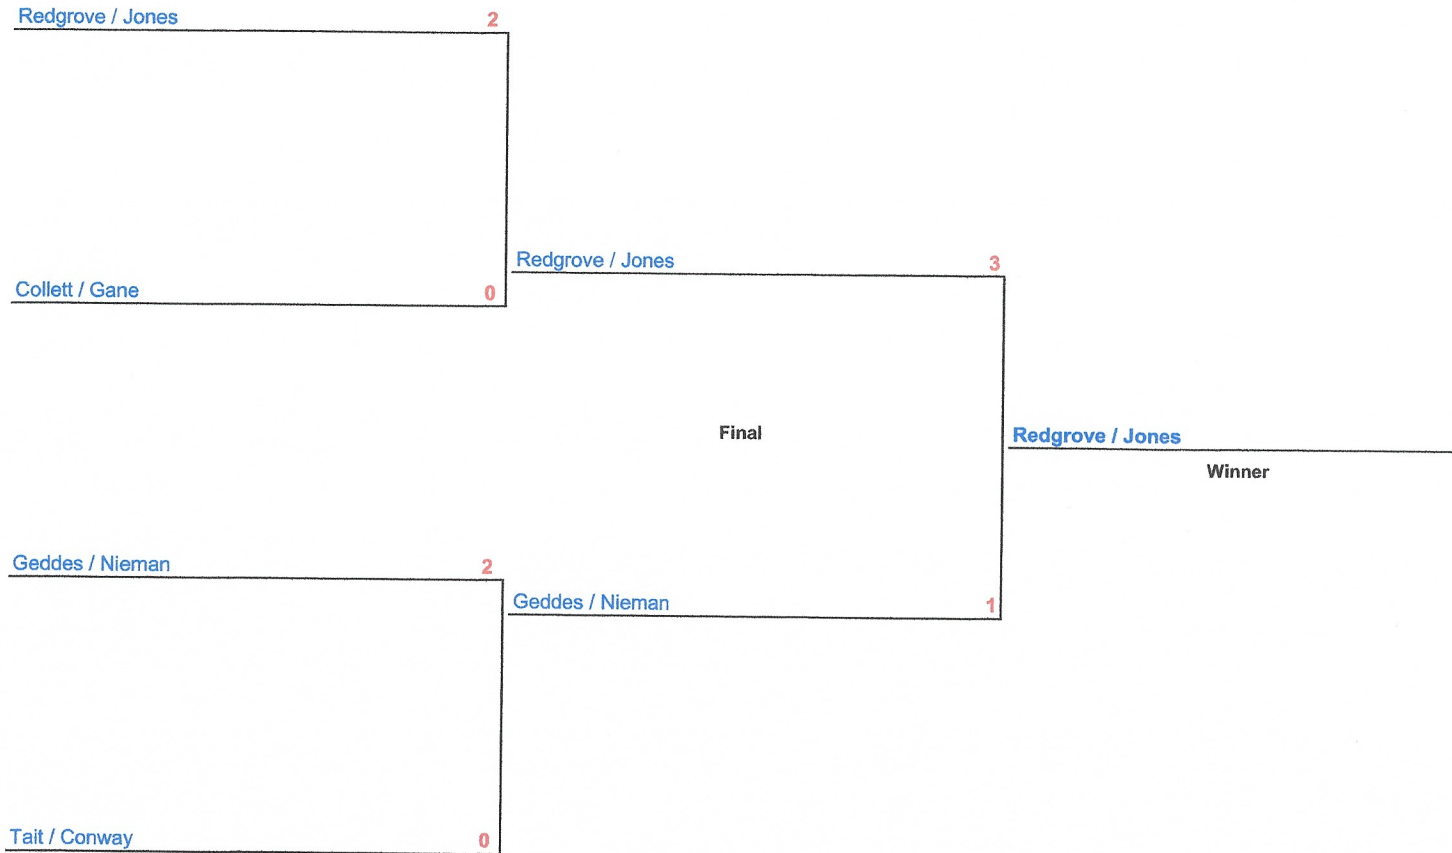 Redgrove / Jones 2
Collett / Gane 0
Redgrove / Jones 3
Final
Redgrove / Jones
Winner
Geddes / Nieman 2
Geddes / Nieman 1
Tait / Conway 0